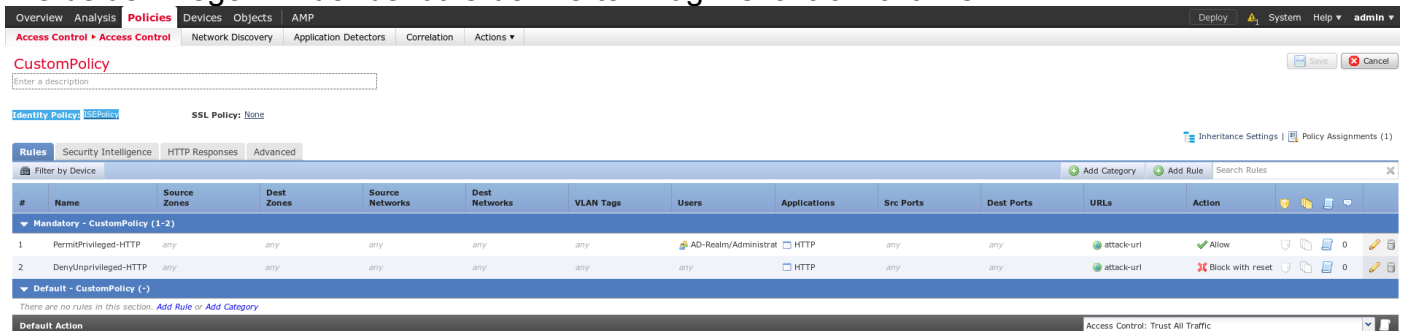 Overview Analysis Policies Devices Objects AMP Deploy 1 System Help admin
Access Control Access Control Network Discovery Application Detectors Correlation Actions
CustomPolicy Save Cancel
Enter a description
Identity Policy: ISEPolicy SSL Policy: None
Inheritance Settings | Policy Assignments (1)
Rules Security Intelligence HTTP Responses Advanced
Filter by Device Add Category Add Rule Search Rules
# Name Source Zones Dest Zones Source Networks Dest Networks VLAN Tags Users Applications Src Ports Dest Ports URLs Action
Mandatory - CustomPolicy (1-2)
1 PermitPrivileged-HTTP any any any any any AD-Realm/Administrat HTTP any any attack-url Allow 0
2 DenyUnprivileged-HTTP any any any any any any HTTP any any attack-url Block with reset 0
Default - CustomPolicy (-)
There are no rules in this section. Add Rule or Add Category
Default Action Access Control: Trust All Traffic